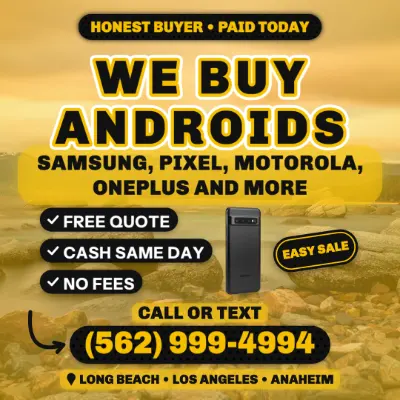 HONEST BUYER • PAID TODAY
WE BUY
ANDROIDS
SAMSUNG, PIXEL, MOTOROLA,
ONEPLUS AND MORE
FREE QUOTE
CASH SAME DAY
NO FEES
EASY SALE
CALL OR TEXT
(562) 999-4994
LONG BEACH • LOS ANGELES • ANAHEIM